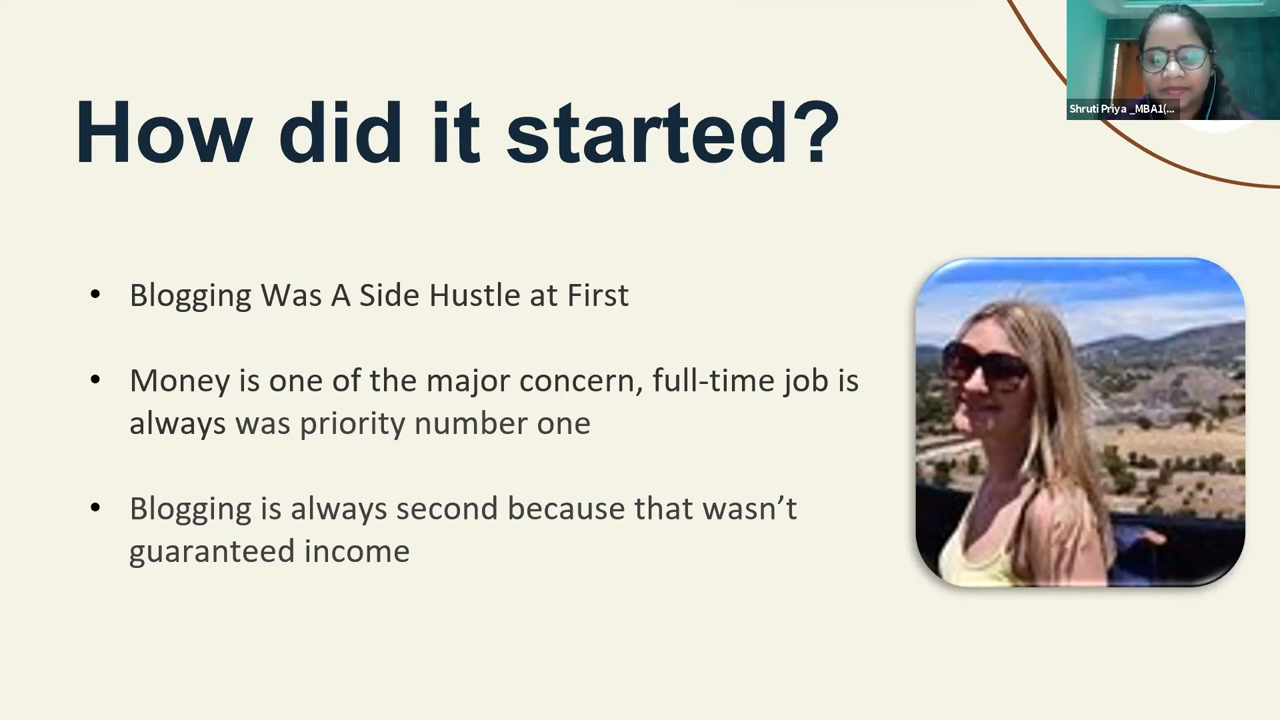 How did it started?
Shruti Priya _MBA1(...
• Blogging Was A Side Hustle at First
• Money is one of the major concern, full-time job is
always was priority number one
• Blogging is always second because that wasn’t
guaranteed income